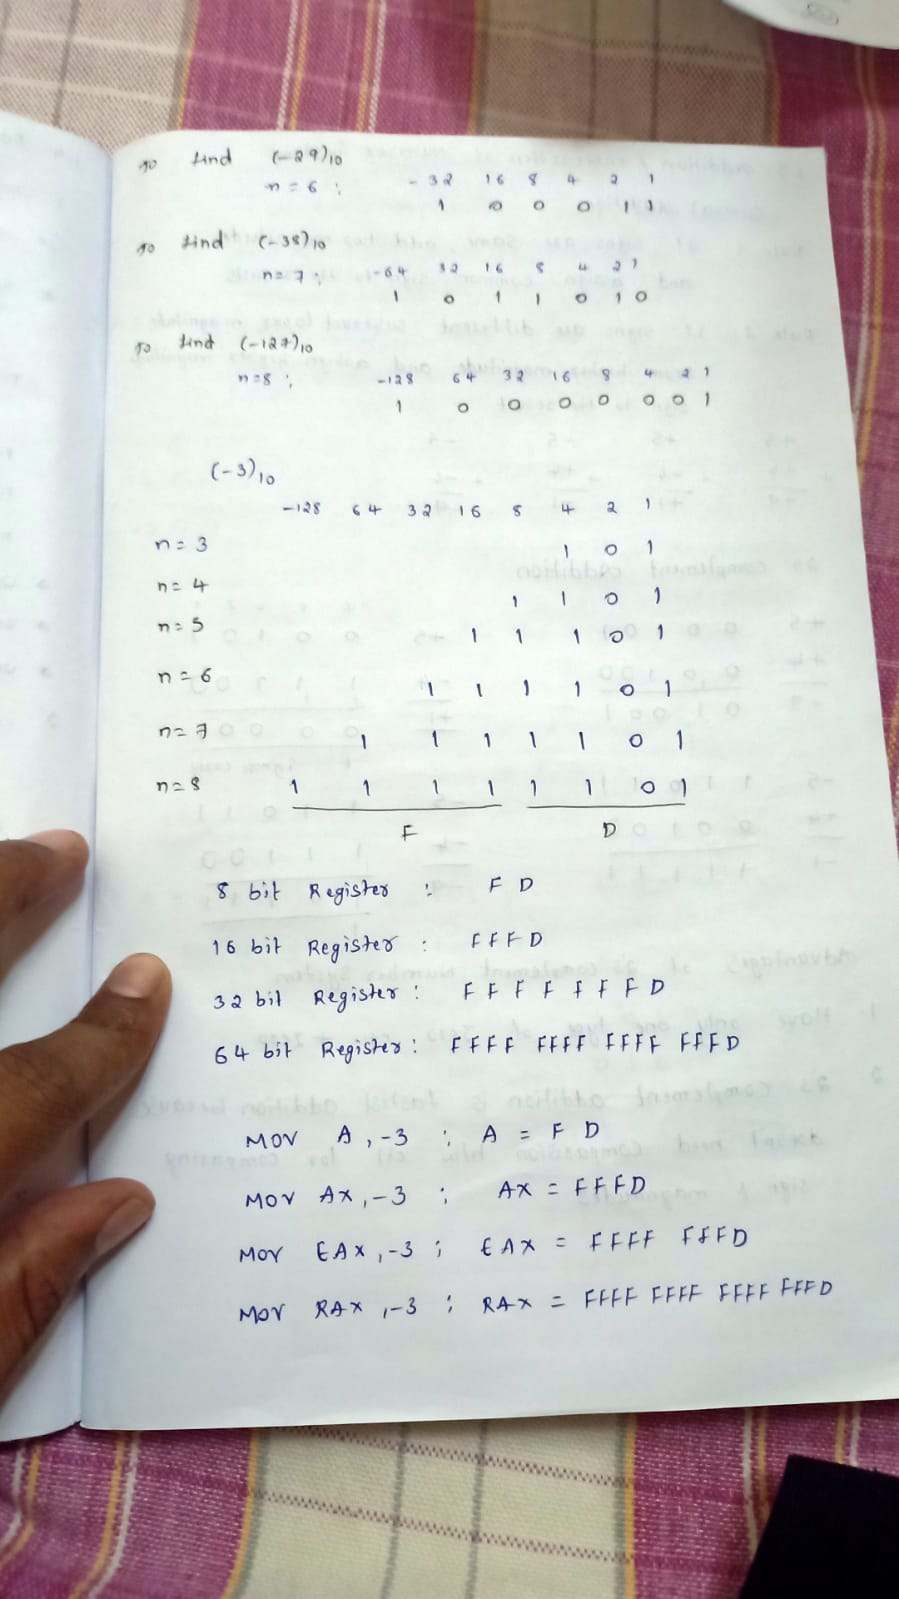 To find (-29)10
n = 6 ; -32 16 8 4 2 1
1 0 0 0 1 1
To find (-38)10
n = 7 ; -64 32 16 8 4 2 1
1 0 1 1 0 1 0
To find (-127)10
n = 8 ; -128 64 32 16 8 4 2 1
1 0 0 0 0 0 0 1
(-3)10
-128 64 32 16 8 4 2 1
n = 3 1 0 1
n = 4 1 1 0 1
n = 5 1 1 1 0 1
n = 6 1 1 1 1 0 1
n = 7 1 1 1 1 1 0 1
n = 8 1 1 1 1 1 1 0 1
F D
8 bit Register : F D
16 bit Register : F F F D
32 bit Register : F F F F F F F D
64 bit Register : F F F F F F F F F F F F F F F D
MOV A , -3 ; A = F D
MOV AX , -3 ; AX = F F F D
MOV EAX , -3 ; EAX = F F F F F F F D
MOV RAX , -3 ; RAX = FFFF FFFF FFFF FFFD